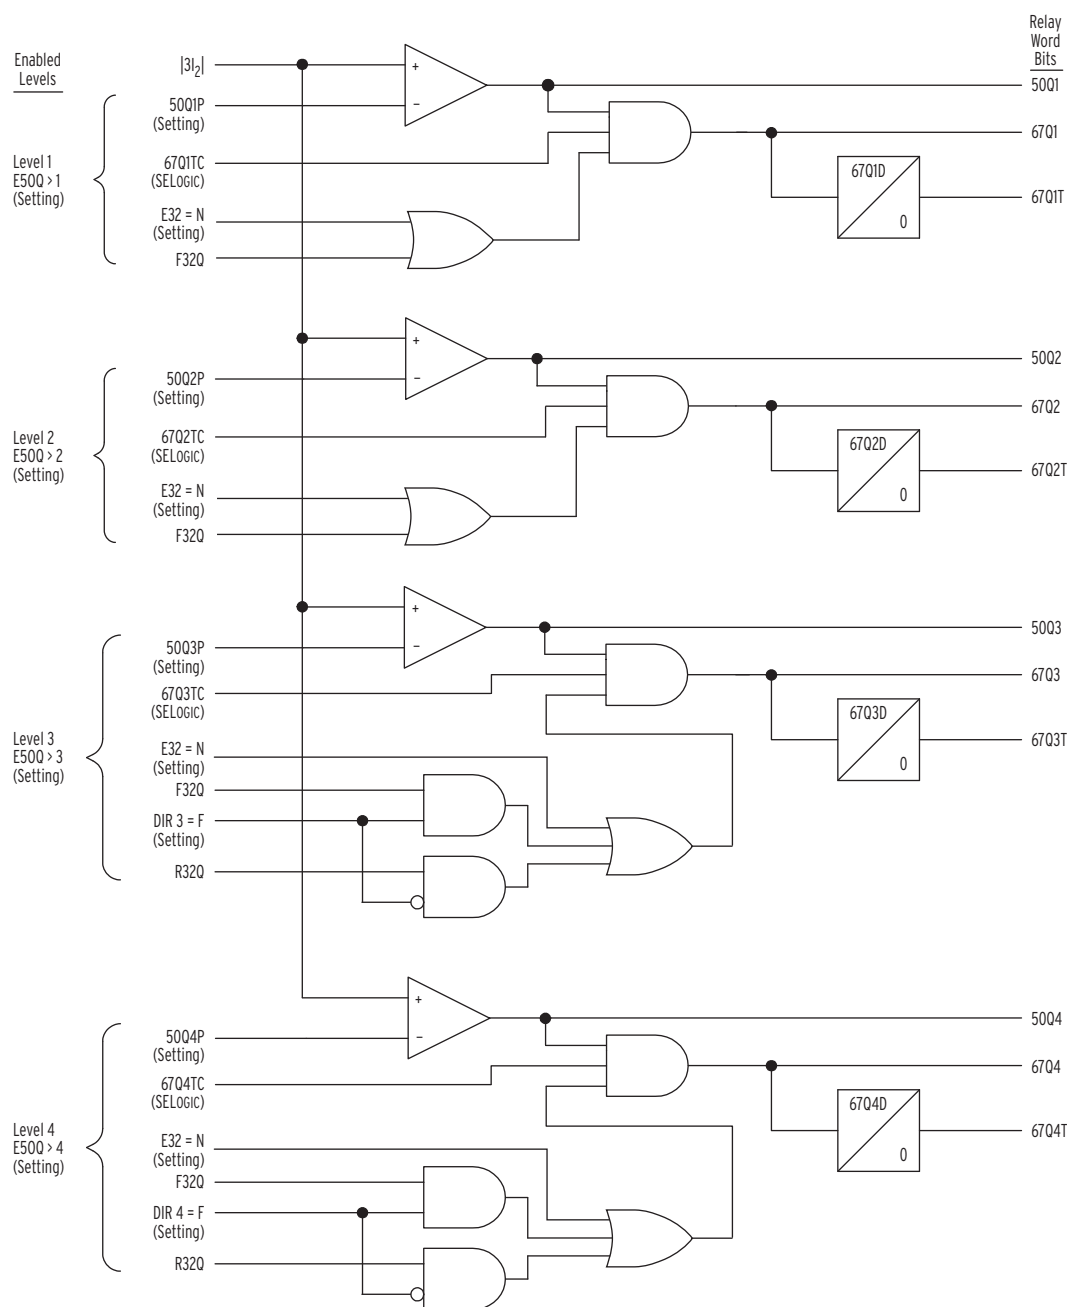 Relay
Word
Bits
Enabled
Levels
|3I2|
+
50Q1
50Q1P
(Setting)
–
67Q1
Level 1
E50Q > 1
(Setting)
67Q1TC
(SELOGIC)
67Q1D
0
67Q1T
E32 = N
(Setting)
F32Q
+
50Q2
50Q2P
(Setting)
–
67Q2
Level 2
E50Q > 2
(Setting)
67Q2TC
(SELOGIC)
67Q2D
0
67Q2T
E32 = N
(Setting)
F32Q
+
50Q3
50Q3P
(Setting)
–
67Q3
67Q3TC
(SELOGIC)
67Q3D
0
67Q3T
Level 3
E50Q > 3
(Setting)
E32 = N
(Setting)
F32Q
DIR 3 = F
(Setting)
R32Q
+
50Q4
50Q4P
(Setting)
–
67Q4
67Q4TC
(SELOGIC)
67Q4D
0
67Q4T
Level 4
E50Q > 4
(Setting)
E32 = N
(Setting)
F32Q
DIR 4 = F
(Setting)
R32Q